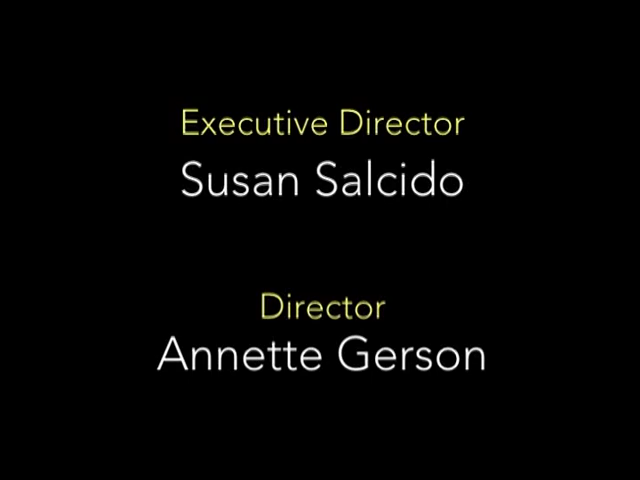 Executive Director
Susan Salcido
Director
Annette Gerson